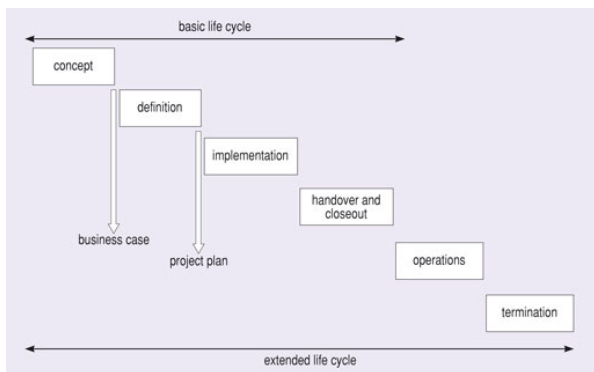 basic life cycle
concept
definition
implementation
handover and
closeout
business case
project plan
operations
termination
extended life cycle